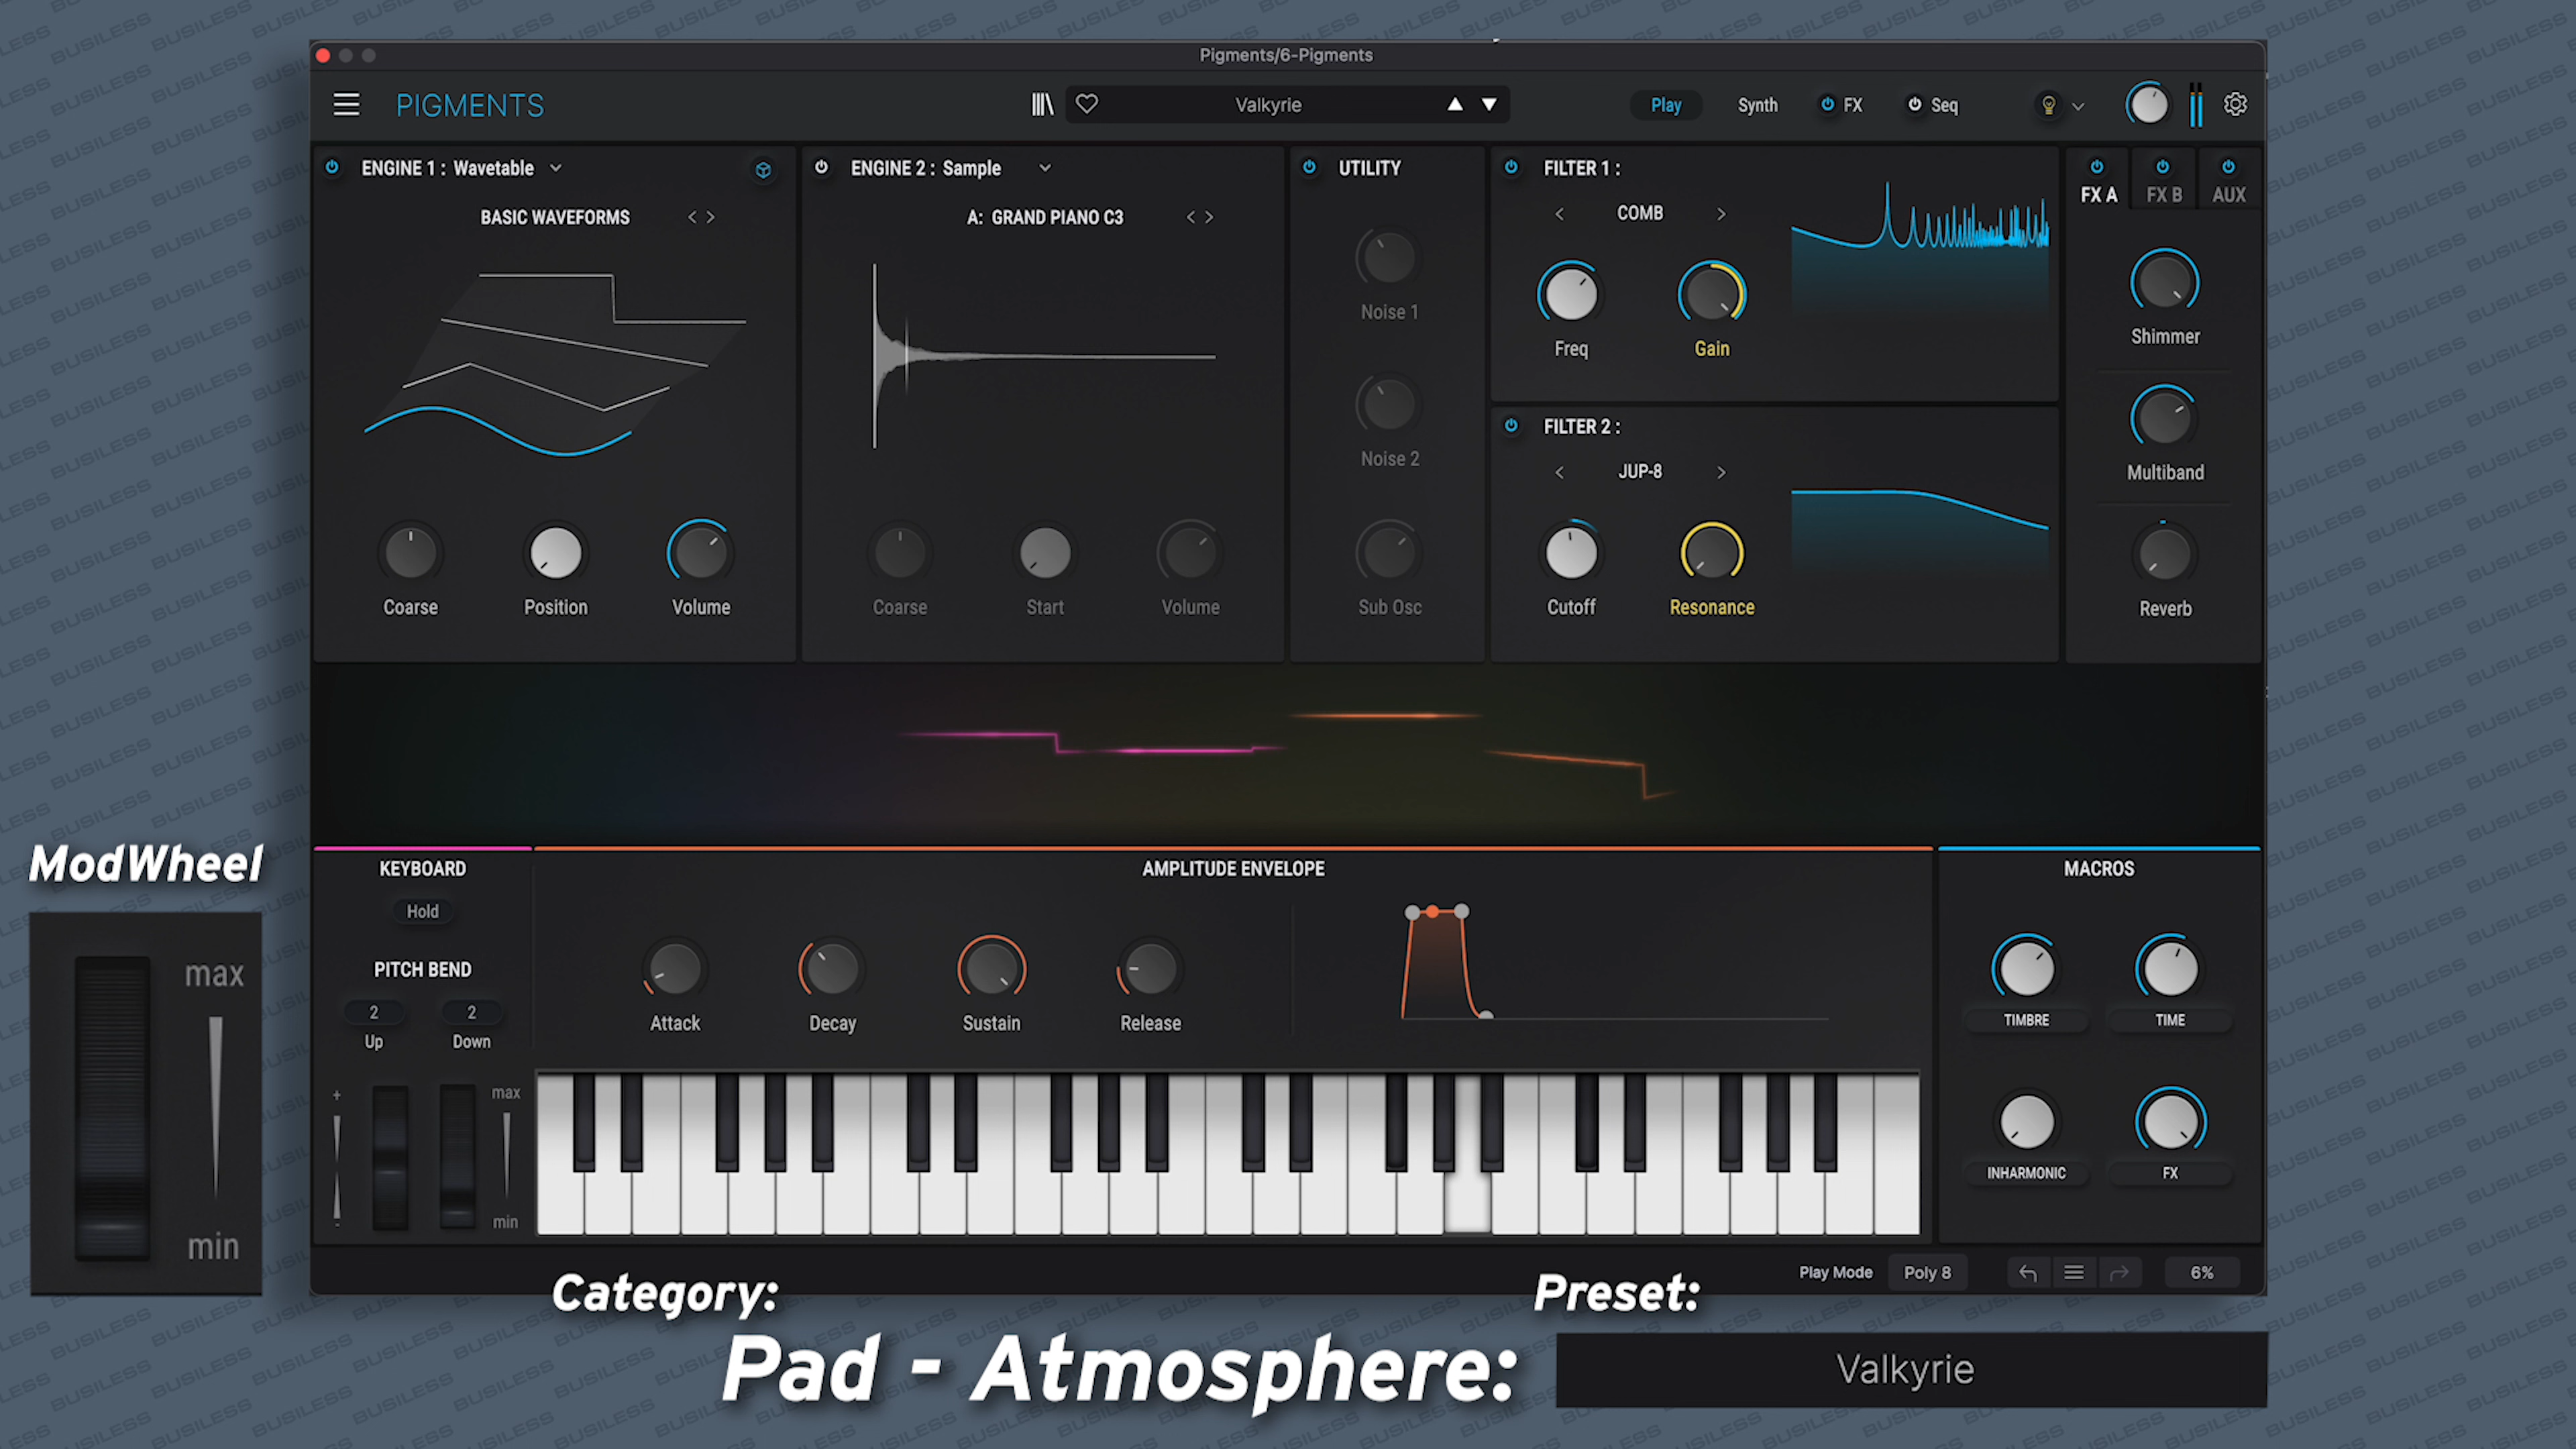 Pigments/6-Pigments
PIGMENTS
Valkyrie
Play Synth FX Seq
ENGINE 1 : Wavetable
BASIC WAVEFORMS
Coarse Position Volume
ENGINE 2 : Sample
A: GRAND PIANO C3
Coarse Start Volume
UTILITY
Noise 1
Noise 2
Sub Osc
FILTER 1 :
COMB
Freq Gain
FILTER 2 :
JUP-8
Cutoff Resonance
FX A FX B AUX
Shimmer
Multiband
Reverb
ModWheel
max
min
KEYBOARD
Hold
PITCH BEND
2 2
Up Down
+ max
- min
AMPLITUDE ENVELOPE
Attack Decay Sustain Release
MACROS
TIMBRE TIME
INHARMONIC FX
Play Mode Poly 8 6%
Category:
Pad - Atmosphere:
Preset:
Valkyrie
BUSILESS